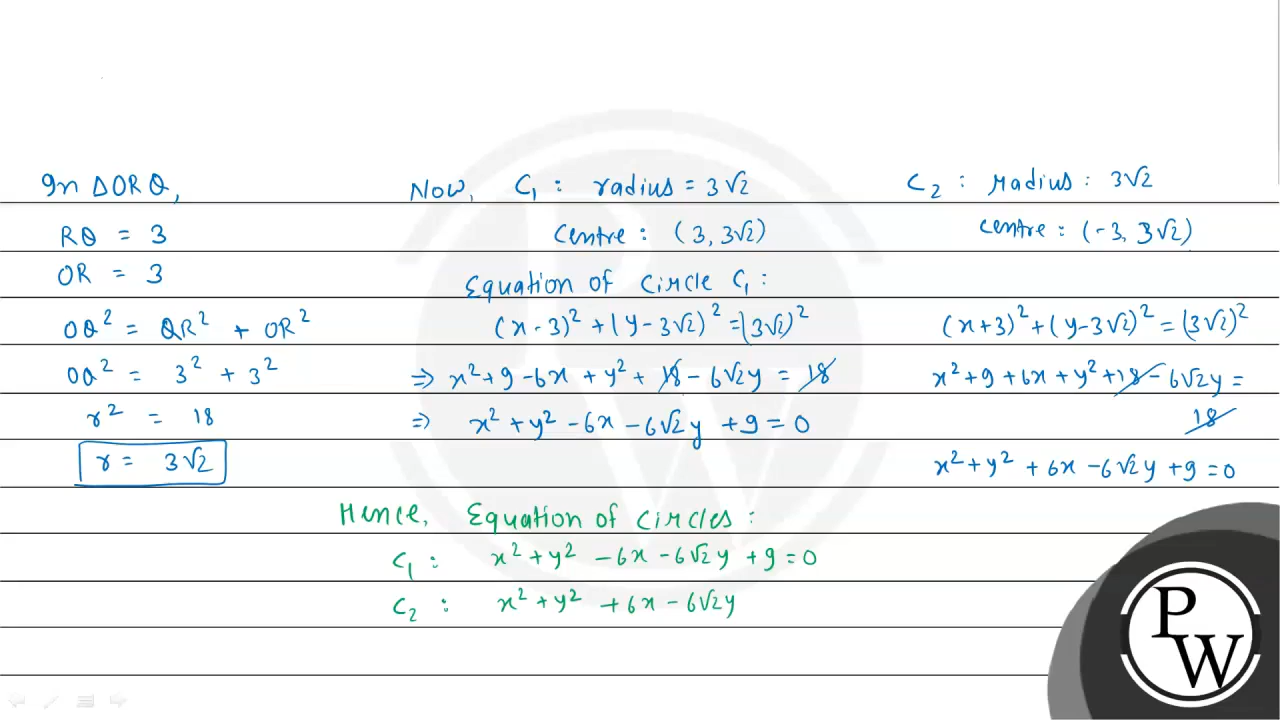 In ΔORQ,
RQ = 3
OR = 3
OQ² = QR² + OR²
OQ² = 3² + 3²
r² = 18
r = 3√2
Now, C₁ : radius = 3√2
Centre : (3, 3√2)
Equation of Circle C₁ :
(x - 3)² + (y - 3√2)² = (3√2)²
⇒ x² + 9 - 6x + y² + 18 - 6√2y = 18
⇒ x² + y² - 6x - 6√2y + 9 = 0
C₂ : Radius : 3√2
Centre : (-3, 3√2)
(x+3)² + (y - 3√2)² = (3√2)²
x² + 9 + 6x + y² + 18 - 6√2y =
18
x² + y² + 6x - 6√2y + 9 = 0
Hence, Equation of Circles :
C₁ : x² + y² - 6x - 6√2y + 9 = 0
C₂ : x² + y² + 6x - 6√2y
P
W